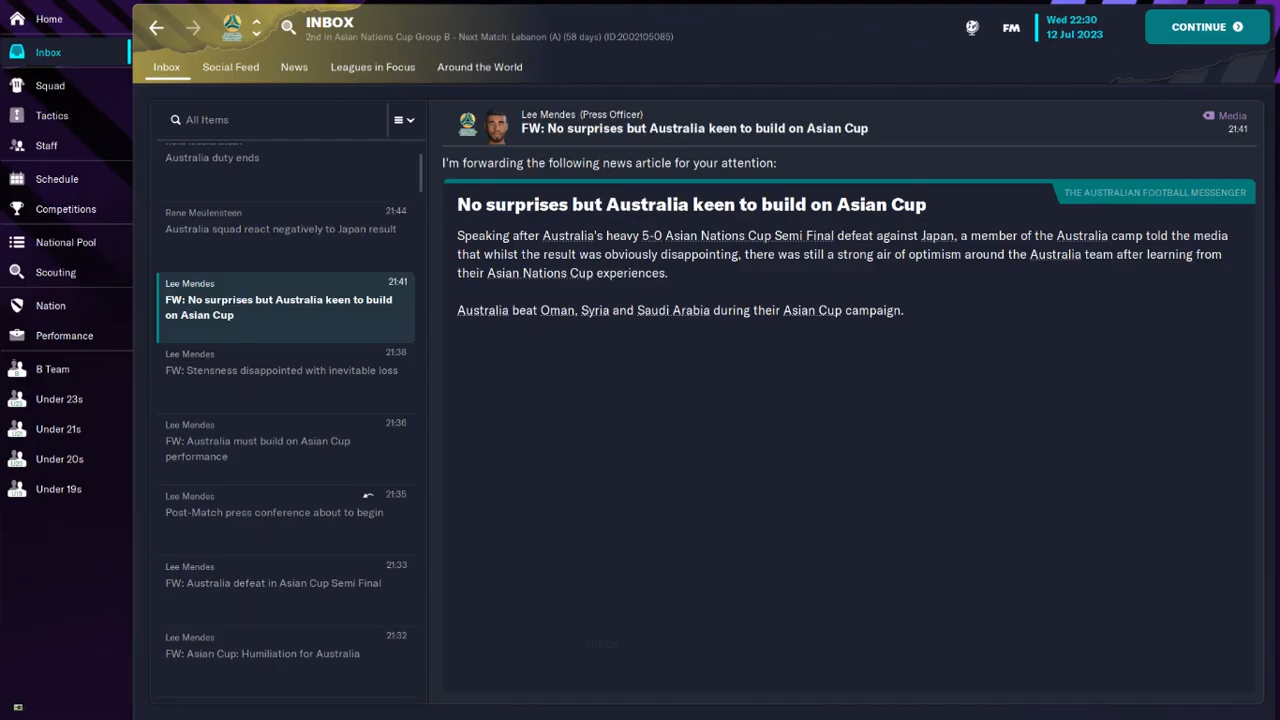 Home
Inbox
Squad
Tactics
Staff
Schedule
Competitions
National Pool
Scouting
Nation
Performance
B Team
Under 23s
Under 21s
Under 20s
Under 19s
INBOX
2nd in Asian Nations Cup Group B - Next Match: Lebanon (A) (58 days) (ID:2002105085)
FM
Wed 22:30
12 Jul 2023
CONTINUE
Inbox
Social Feed
News
Leagues in Focus
Around the World
All Items
Australia duty ends
Rene Meulensteen
21:44
Australia squad react negatively to Japan result
Lee Mendes
21:41
FW: No surprises but Australia keen to build
on Asian Cup
Lee Mendes
21:38
FW: Stensness disappointed with inevitable loss
Lee Mendes
21:36
FW: Australia must build on Asian Cup
performance
Lee Mendes
21:35
Post-Match press conference about to begin
Lee Mendes
21:33
FW: Australia defeat in Asian Cup Semi Final
Lee Mendes
21:32
FW: Asian Cup: Humiliation for Australia
Lee Mendes (Press Officer)
FW: No surprises but Australia keen to build on Asian Cup
Media
21:41
I'm forwarding the following news article for your attention:
THE AUSTRALIAN FOOTBALL MESSENGER
No surprises but Australia keen to build on Asian Cup
Speaking after Australia's heavy 5-0 Asian Nations Cup Semi Final defeat against Japan, a member of the Australia camp told the media
that whilst the result was obviously disappointing, there was still a strong air of optimism around the Australia team after learning from
their Asian Nations Cup experiences.
Australia beat Oman, Syria and Saudi Arabia during their Asian Cup campaign.
Inbox